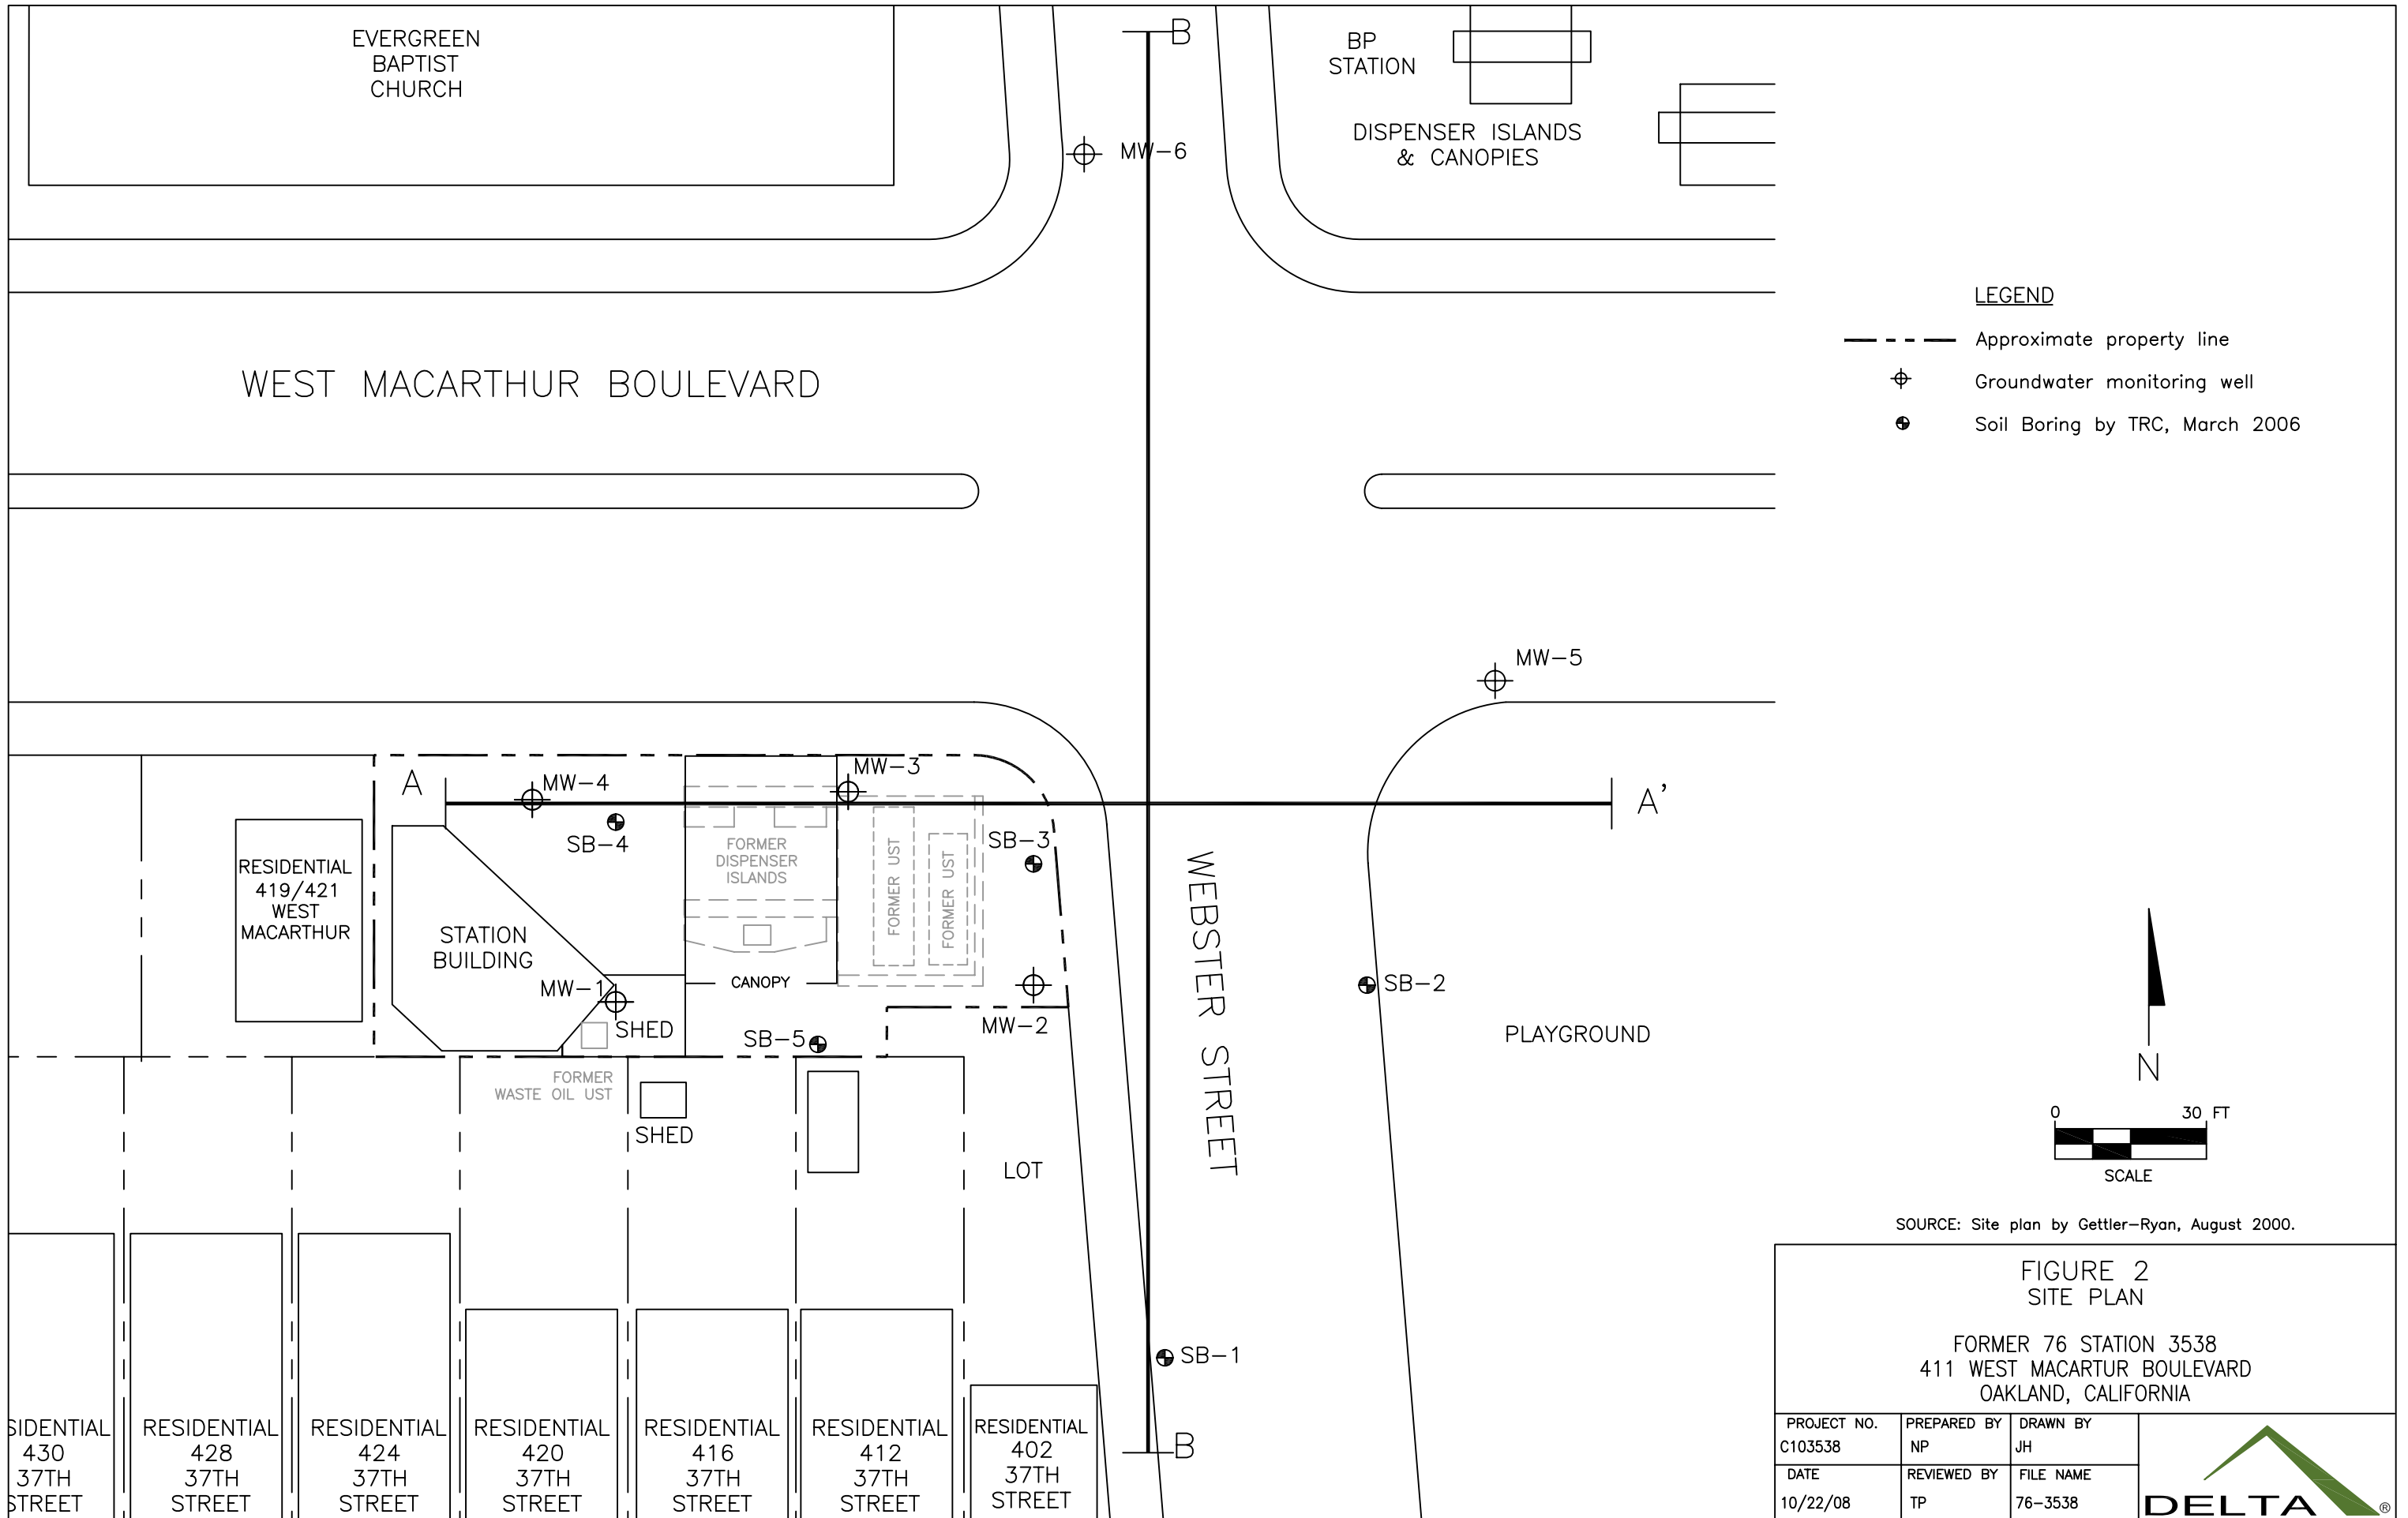 EVERGREEN
BAPTIST
CHURCH
B
BP
STATION
DISPENSER ISLANDS
& CANOPIES
MW-6
LEGEND
Approximate property line
Groundwater monitoring well
Soil Boring by TRC, March 2006
WEST MACARTHUR BOULEVARD
MW-5
A
MW-4
MW-3
A'
SB-4
SB-3
FORMER
DISPENSER
ISLANDS
FORMER UST
FORMER UST
RESIDENTIAL
419/421
WEST
MACARTHUR
STATION
BUILDING
CANOPY
MW-1
SHED
SB-5
MW-2
WEBSTER STREET
SB-2
PLAYGROUND
FORMER
WASTE OIL UST
SHED
LOT
N
0 30 FT
SCALE
SOURCE: Site plan by Gettler-Ryan, August 2000.
SB-1
B
SIDENTIAL
430
37TH
STREET
RESIDENTIAL
428
37TH
STREET
RESIDENTIAL
424
37TH
STREET
RESIDENTIAL
420
37TH
STREET
RESIDENTIAL
416
37TH
STREET
RESIDENTIAL
412
37TH
STREET
RESIDENTIAL
402
37TH
STREET
FIGURE 2
SITE PLAN
FORMER 76 STATION 3538
411 WEST MACARTUR BOULEVARD
OAKLAND, CALIFORNIA
PROJECT NO.
C103538
PREPARED BY
NP
DRAWN BY
JH
DATE
10/22/08
REVIEWED BY
TP
FILE NAME
76-3538
DELTA ®